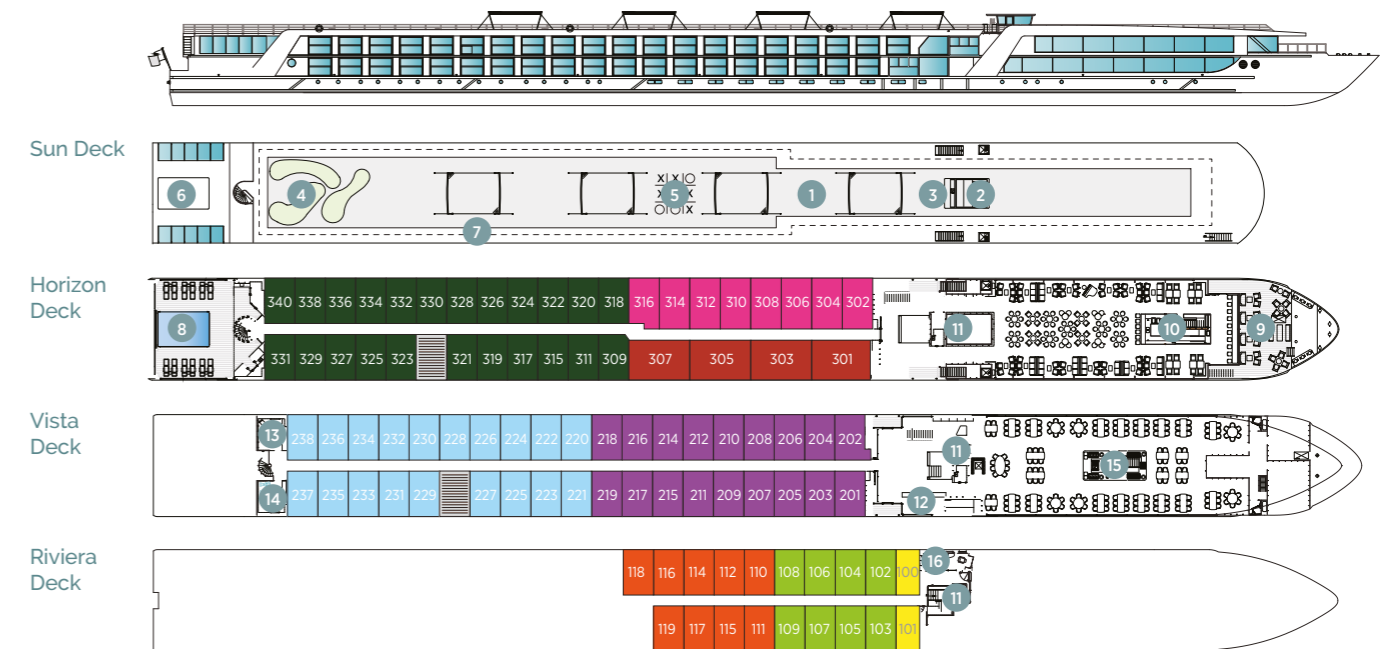 Sun Deck
6 4 7 X X O
X 5 X
O O X 1 3 2
Horizon
Deck
340 338 336 334 332 330 328 326 324 322 320 318 316 314 312 310 308 306 304 302
8 11 10 9
331 329 327 325 323 321 319 317 315 311 309 307 305 303 301
Vista
Deck
13 238 236 234 232 230 228 226 224 222 220 218 216 214 212 210 208 206 204 202 11
15
14 237 235 233 231 229 227 225 223 221 219 217 215 211 209 207 205 203 201 12
Riviera
Deck
118 116 114 112 110 108 106 104 102 100 16
11
119 117 115 111 109 107 105 103 101